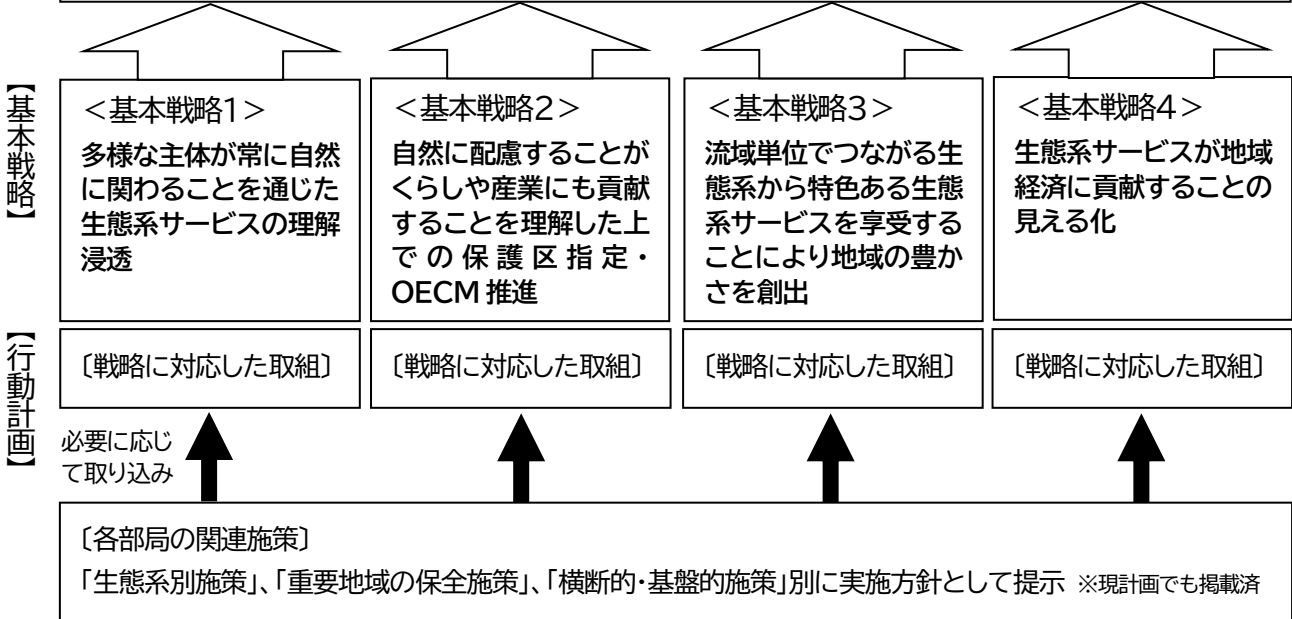 【基本戦略】
＜基本戦略1＞
多様な主体が常に自然
に関わることを通じた
生態系サービスの理解
浸透
＜基本戦略2＞
自然に配慮することが
くらしや産業にも貢献
することを理解した上
での保護区指定・
OECM 推進
＜基本戦略3＞
流域単位でつながる生
態系から特色ある生態
系サービスを享受する
ことにより地域の豊か
さを創出
＜基本戦略4＞
生態系サービスが地域
経済に貢献することの
見える化
【行動計画】
〔戦略に対応した取組〕
〔戦略に対応した取組〕
〔戦略に対応した取組〕
〔戦略に対応した取組〕
必要に応じ
て取り込み
〔各部局の関連施策〕
「生態系別施策」、「重要地域の保全施策」、「横断的・基盤的施策」別に実施方針として提示 ※現計画でも掲載済